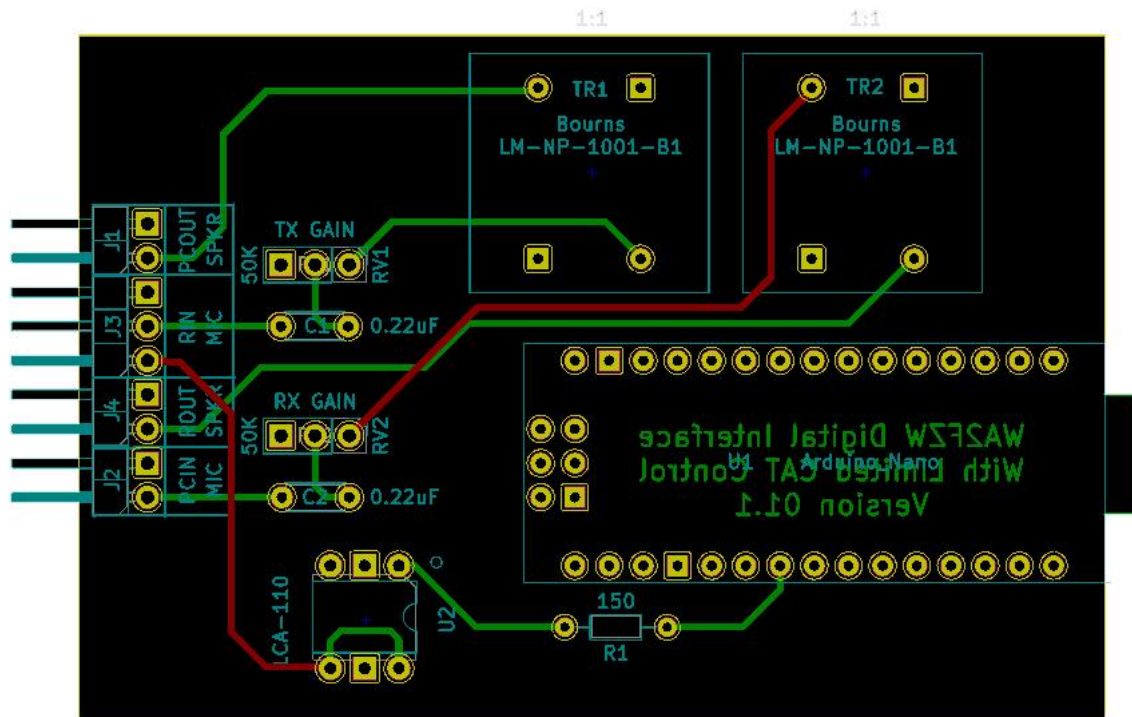 1:1
1:1
TR1
Bourns
LM-NP-1001-B1
TR2
Bourns
LM-NP-1001-B1
J1
PCOUT
SPKR
J3
RIN
MIC
J4
ROUT
SPKR
J2
PCIN
MIC
TX GAIN
50K
RV1
C1
0.22uF
RX GAIN
50K
RV2
C2
0.22uF
WA2FZW Digital Interface
U1 Arduino Nano
With Limited CAT Control
Version 01.1
LCA-110
U2
150
R1